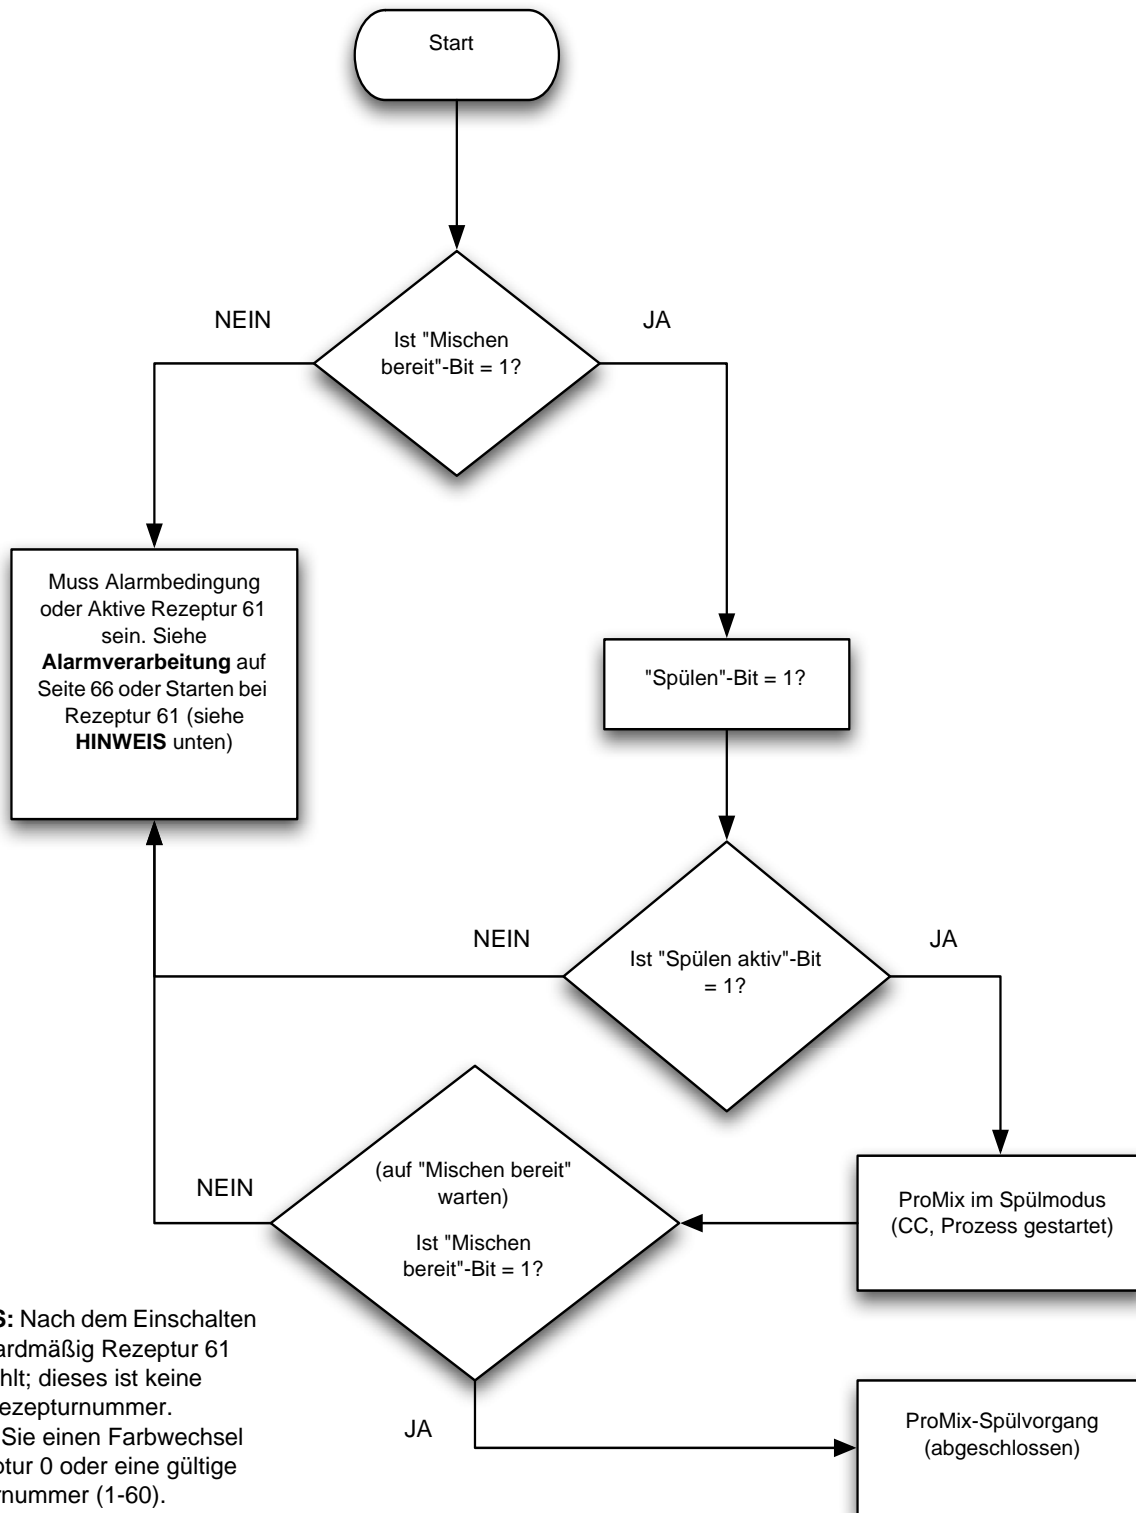 Start
NEIN
JA
Ist "Mischen
bereit"-Bit = 1?
Muss Alarmbedingung
oder Aktive Rezeptur 61
sein. Siehe
Alarmverarbeitung auf
Seite 66 oder Starten bei
Rezeptur 61 (siehe
HINWEIS unten)
"Spülen"-Bit = 1?
NEIN
JA
Ist "Spülen aktiv"-Bit
= 1?
NEIN
(auf "Mischen bereit"
warten)
Ist "Mischen
bereit"-Bit = 1?
ProMix im Spülmodus
(CC, Prozess gestartet)
JA
ProMix-Spülvorgang
(abgeschlossen)
S: Nach dem Einschalten
ardmäßig Rezeptur 61
hlt; dieses ist keine
ezepturnummer.
Sie einen Farbwechsel
tur 0 oder eine gültige
rnummer (1-60).